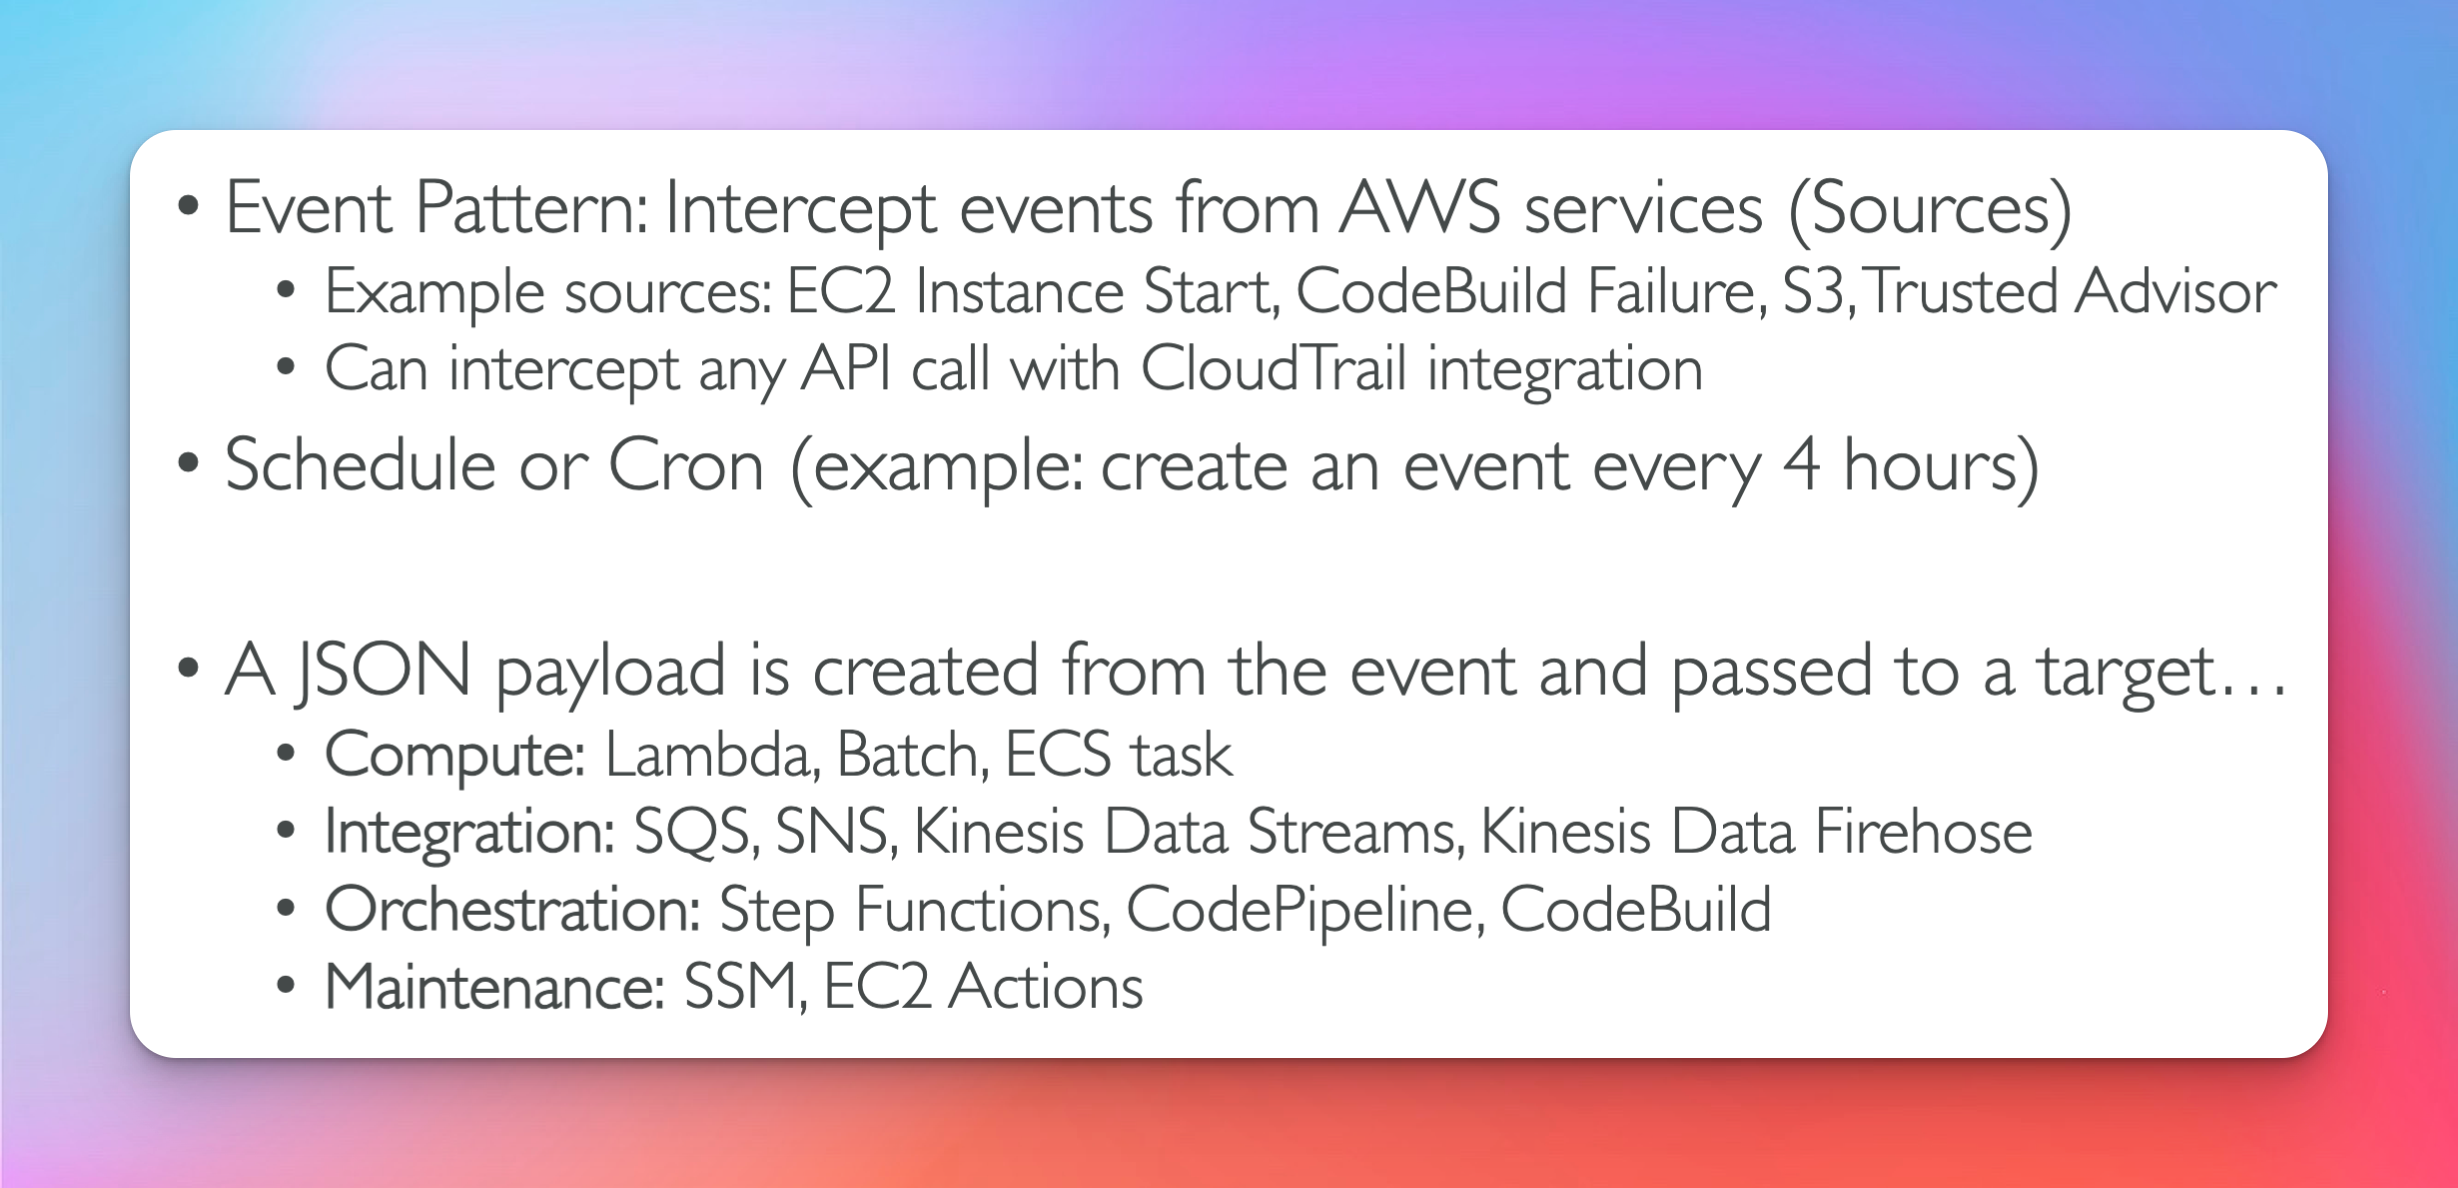 • Event Pattern: Intercept events from AWS services (Sources)
• Example sources: EC2 Instance Start, CodeBuild Failure, S3, Trusted Advisor
• Can intercept any API call with CloudTrail integration
• Schedule or Cron (example: create an event every 4 hours)
• A JSON payload is created from the event and passed to a target…
• Compute: Lambda, Batch, ECS task
• Integration: SQS, SNS, Kinesis Data Streams, Kinesis Data Firehose
• Orchestration: Step Functions, CodePipeline, CodeBuild
• Maintenance: SSM, EC2 Actions